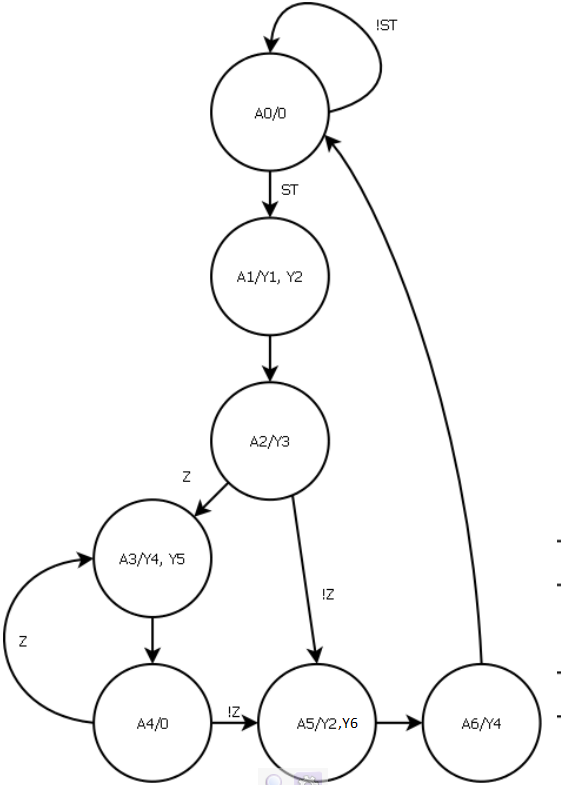 !ST
A0/0
ST
A1/Y1, Y2
A2/Y3
Z
A3/Y4, Y5
!Z
Z
!Z
A4/0
A5/Y2,Y6
A6/Y4